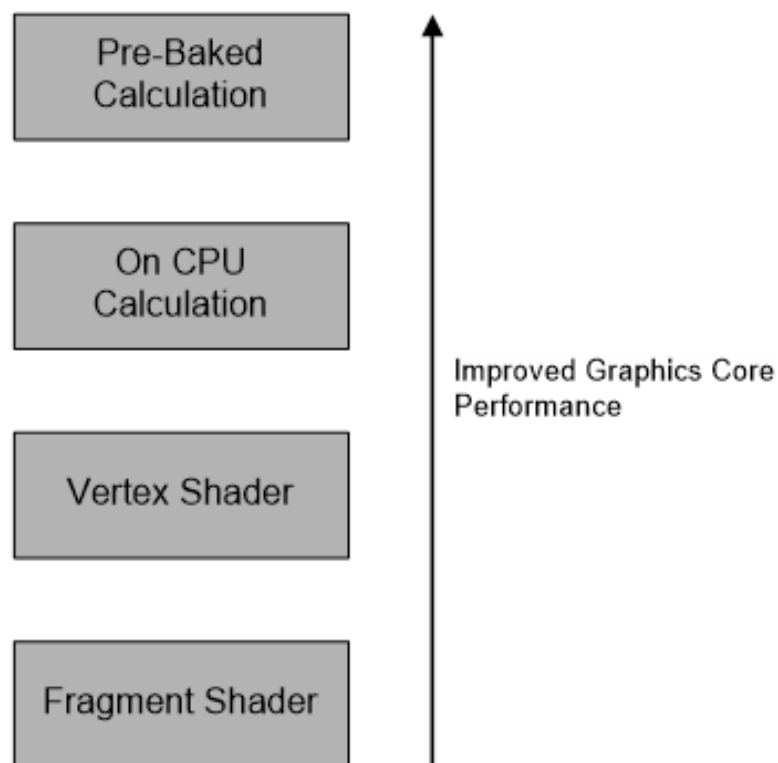 Pre-Baked
Calculation
On CPU
Calculation
Improved Graphics Core
Performance
Vertex Shader
Fragment Shader